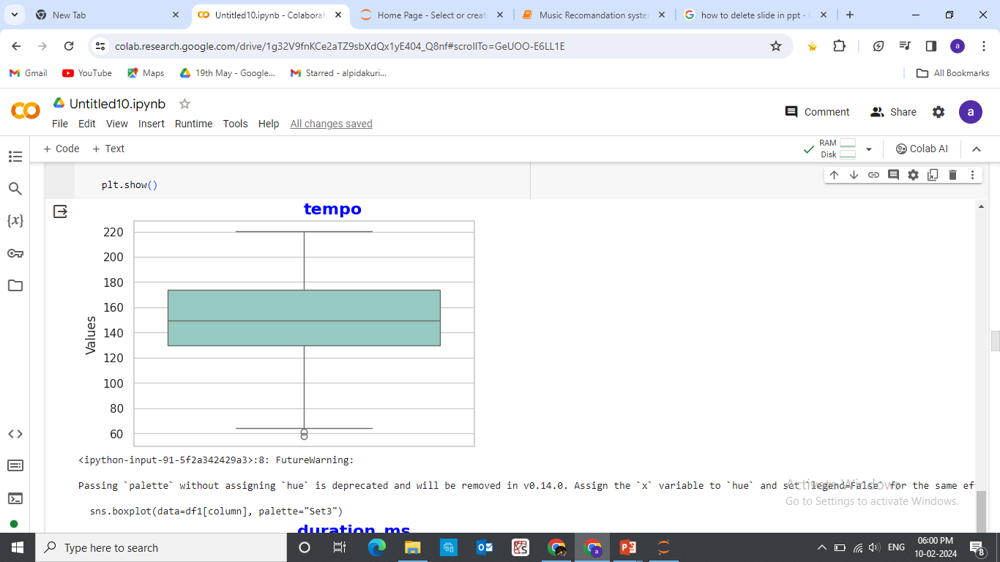 New Tab
Untitled10.ipynb - Colaborat
Home Page - Select or creat
Music Recomandation syste
how to delete slide in ppt -
colab.research.google.com/drive/1g32V9fnKCe2aTZ9sbXdQx1yE404_Q8nf#scrollTo=GeUOO-E6LL1E
a
Gmail
YouTube
Maps
19th May - Google...
Starred - alpidakuri...
All Bookmarks
CO
Untitled10.ipynb
File Edit View Insert Runtime Tools Help All changes saved
Comment
Share
a
+ Code + Text
RAM
Disk
Colab AI
{x}
plt.show()
tempo
220
200
180
160
140
120
100
80
60
Values
<ipython-input-91-5f2a342429a3>:8: FutureWarning:
Passing `palette` without assigning `hue` is deprecated and will be removed in v0.14.0. Assign the `x` variable to `hue` and set `legend=False` for the same ef
sns.boxplot(data=df1[column], palette="Set3")
duration_ms
Activate Windows
Go to Settings to activate Windows.
Type here to search
ENG
06:00 PM
10-02-2024
8